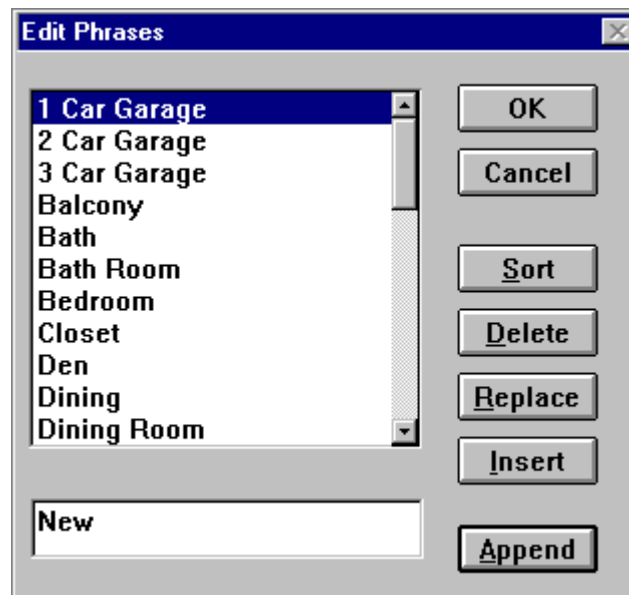 Edit Phrases
1 Car Garage
2 Car Garage
3 Car Garage
Balcony
Bath
Bath Room
Bedroom
Closet
Den
Dining
Dining Room
New
OK
Cancel
Sort
Delete
Replace
Insert
Append